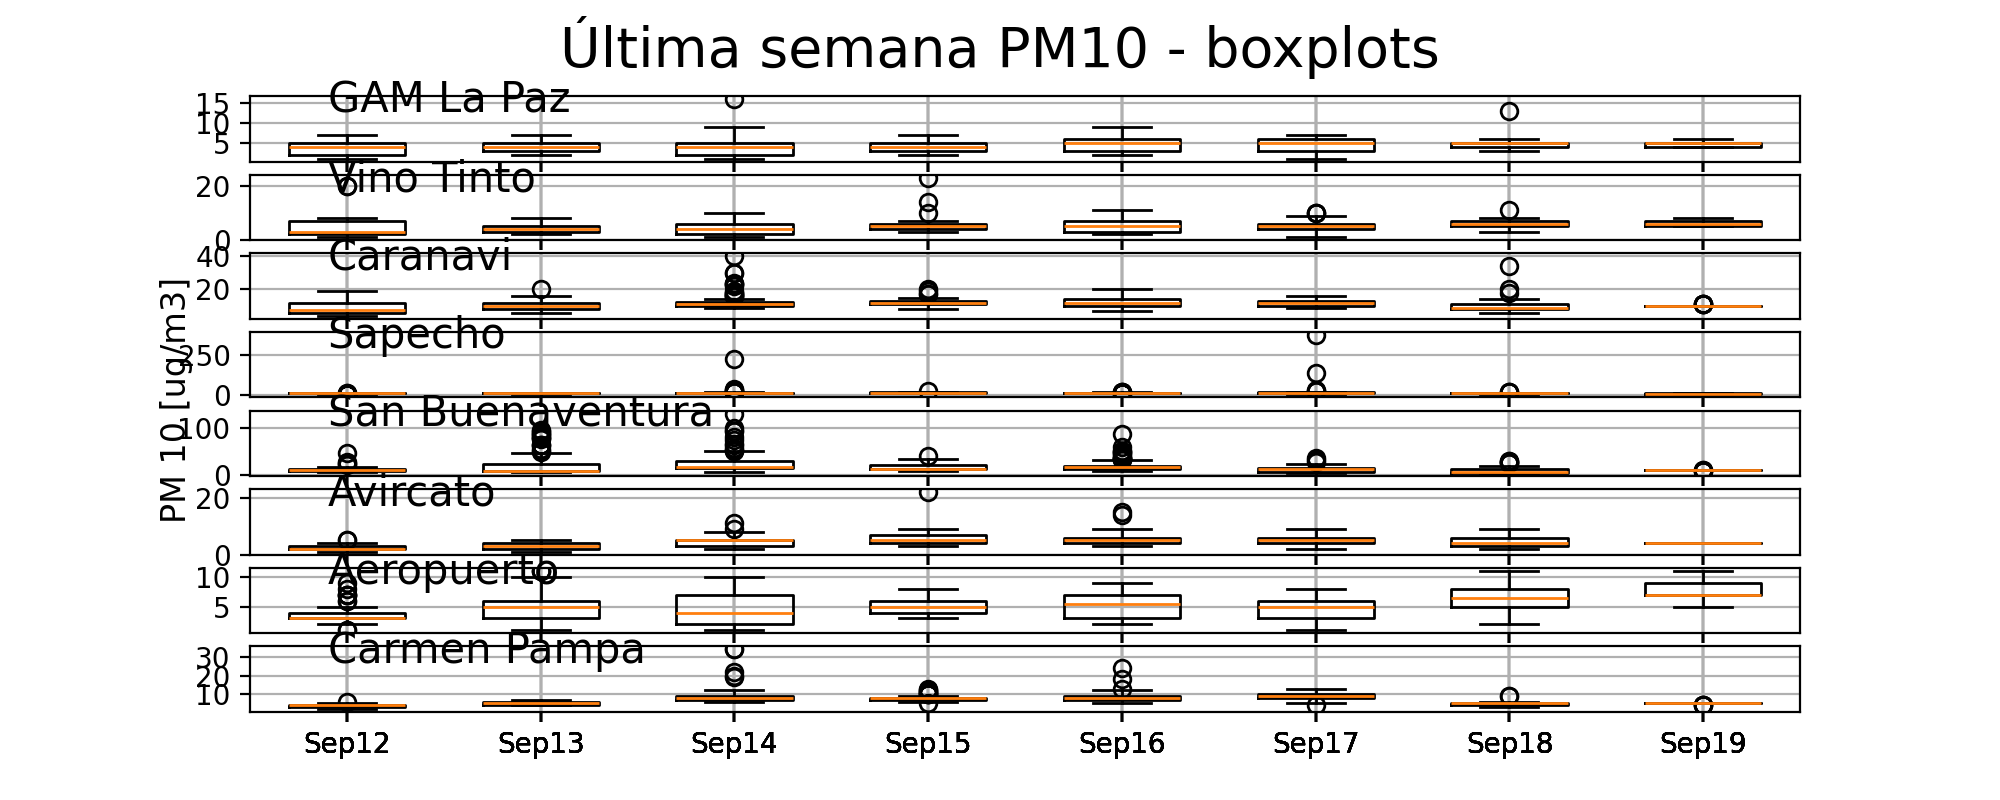 Última semana PM10 - boxplots
PM 10 [ug/m3]
GAM La Paz
15
10
5
Vino Tinto
20
0
Caranavi
40
20
Sapecho
250
0
San Buenaventura
100
0
Avircato
20
0
Aeropuerto
10
5
Carmen Pampa
30
20
10
Sep12 Sep13 Sep14 Sep15 Sep16 Sep17 Sep18 Sep19